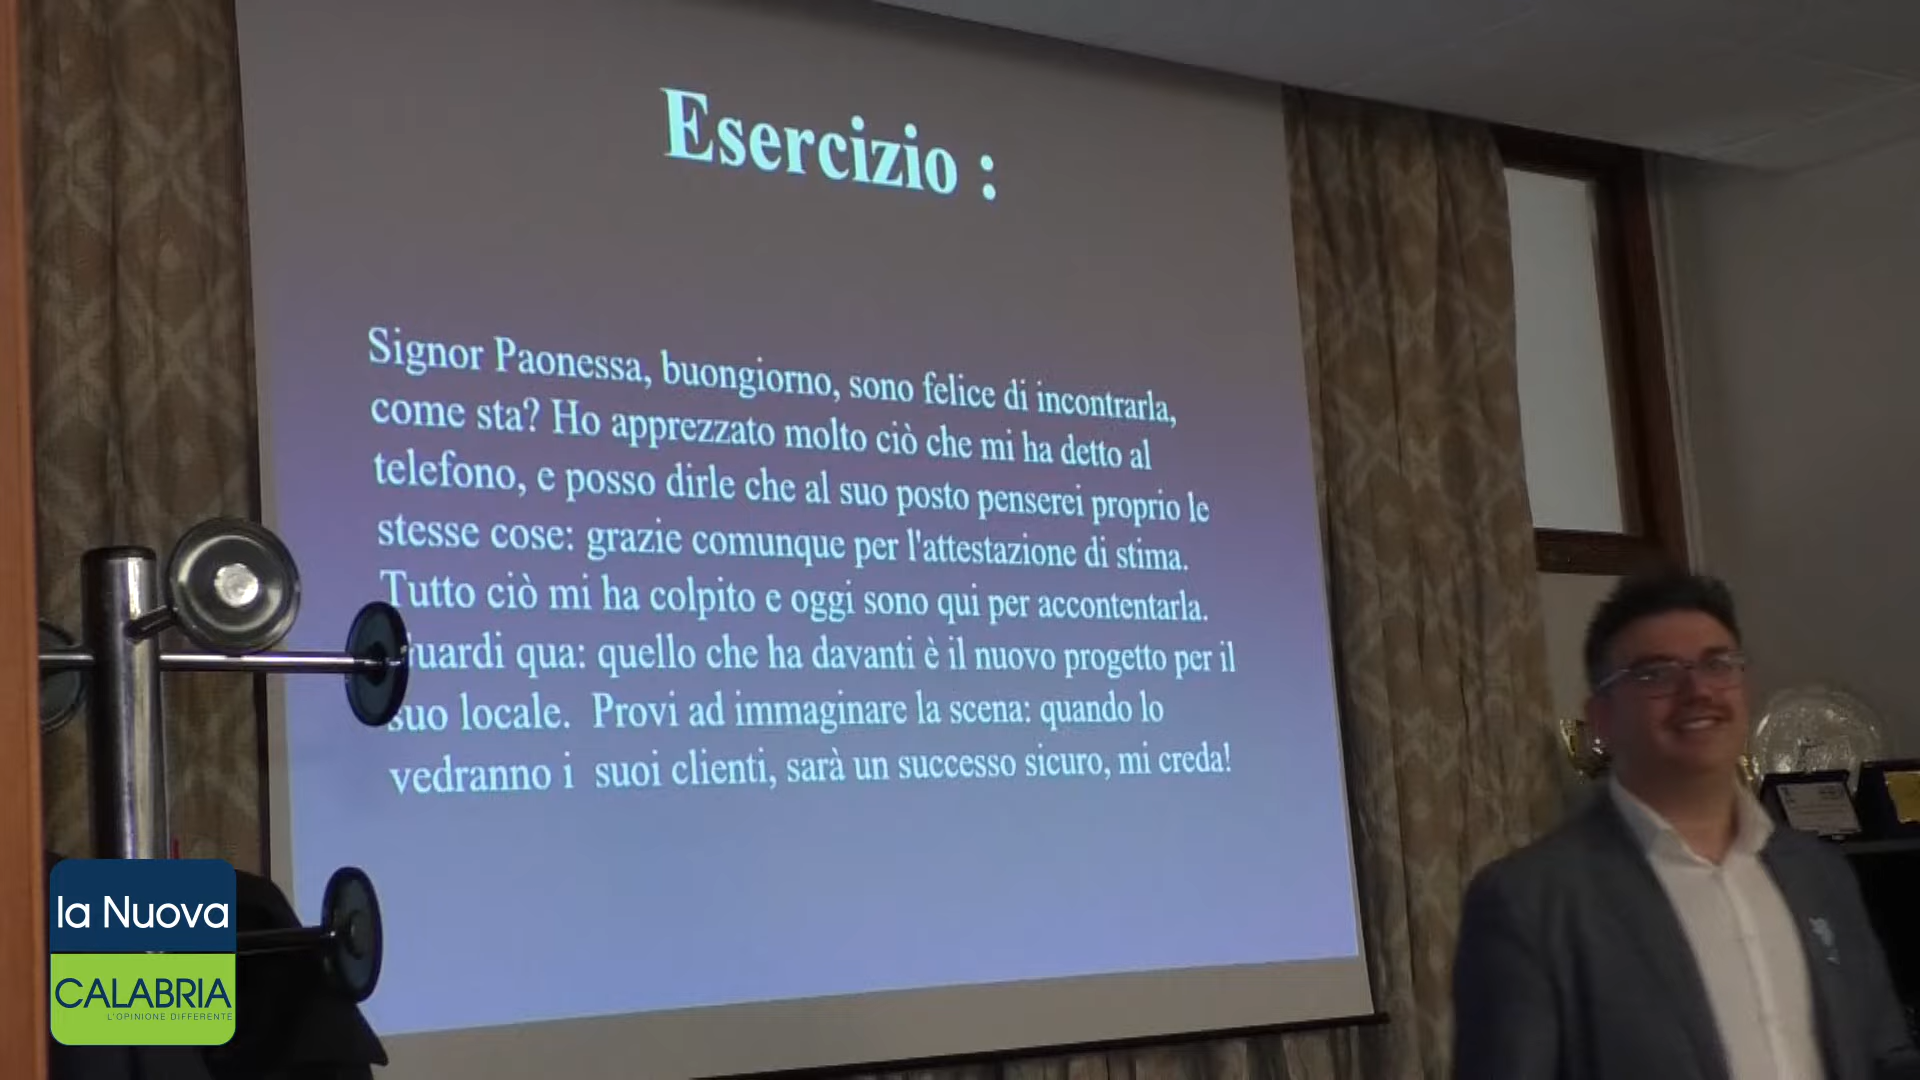 Esercizio :
Signor Paonessa, buongiorno, sono felice di incontrarla,
come sta? Ho apprezzato molto ciò che mi ha detto al
telefono, e posso dirle che al suo posto penserei proprio le
stesse cose: grazie comunque per l'attestazione di stima.
Tutto ciò mi ha colpito e oggi sono qui per accontentarla.
uardi qua: quello che ha davanti è il nuovo progetto per il
suo locale. Provi ad immaginare la scena: quando lo
vedranno i suoi clienti, sarà un successo sicuro, mi creda!
la Nuova
CALABRIA
L'OPINIONE DIFFERENTE